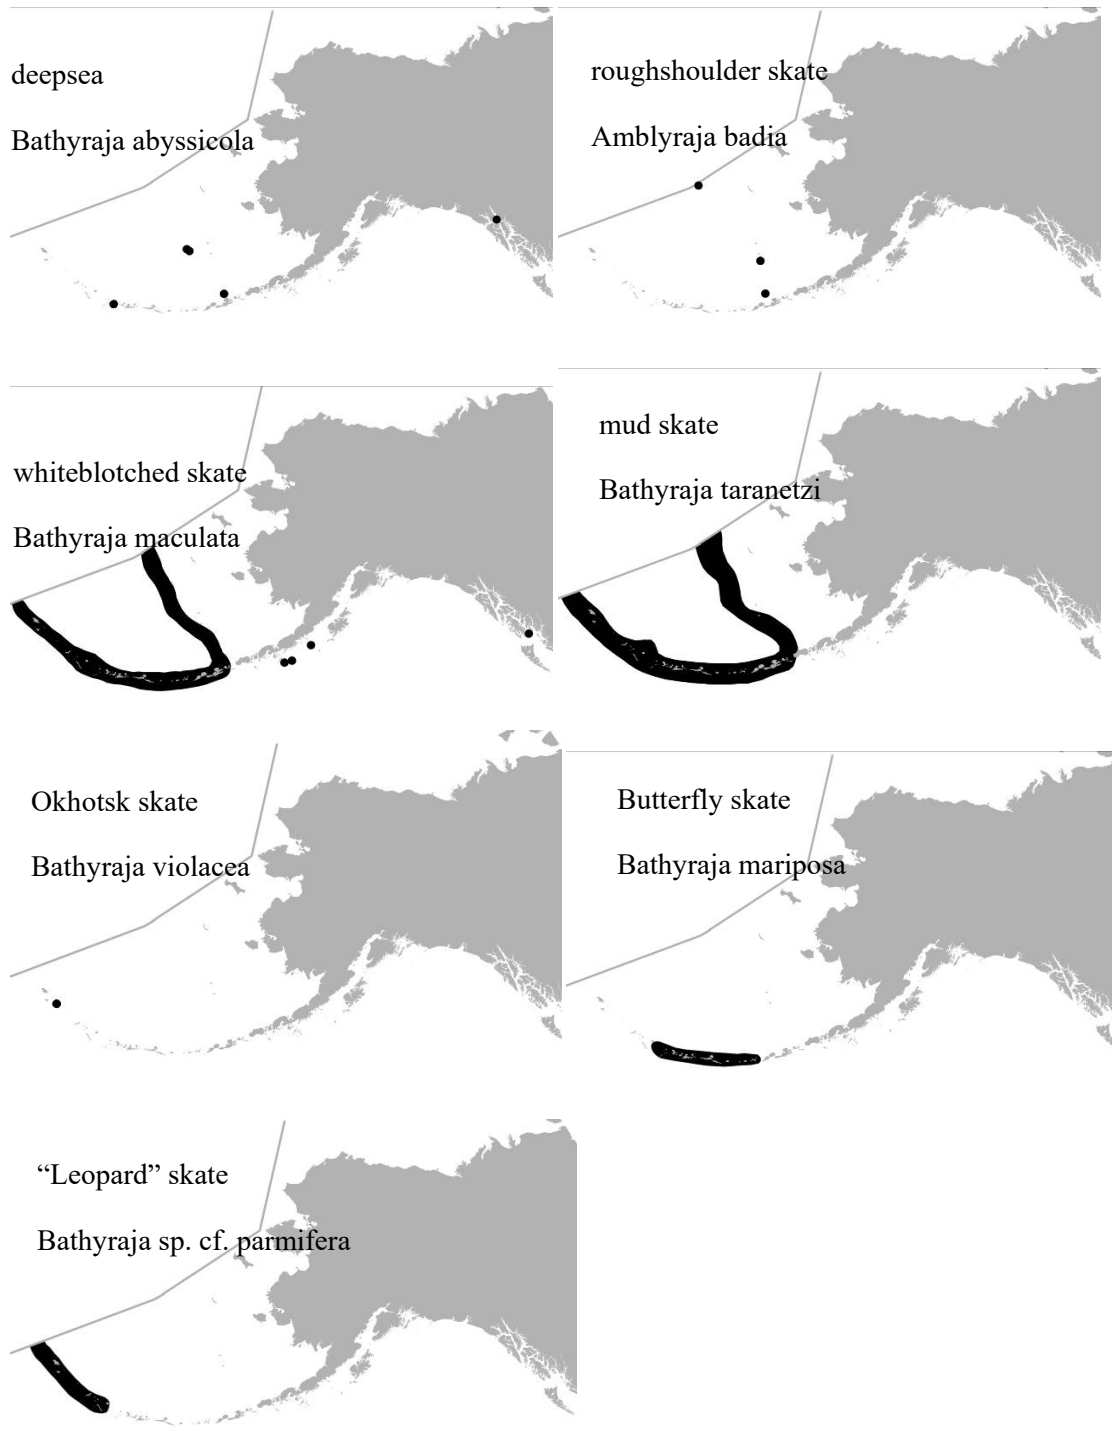 deepsea
Bathyraja abyssicola
roughshoulder skate
Amblyraja badia
whiteblotched skate
Bathyraja maculata
mud skate
Bathyraja taranetzi
Okhotsk skate
Bathyraja violacea
Butterfly skate
Bathyraja mariposa
“Leopard” skate
Bathyraja sp. cf. parmifera